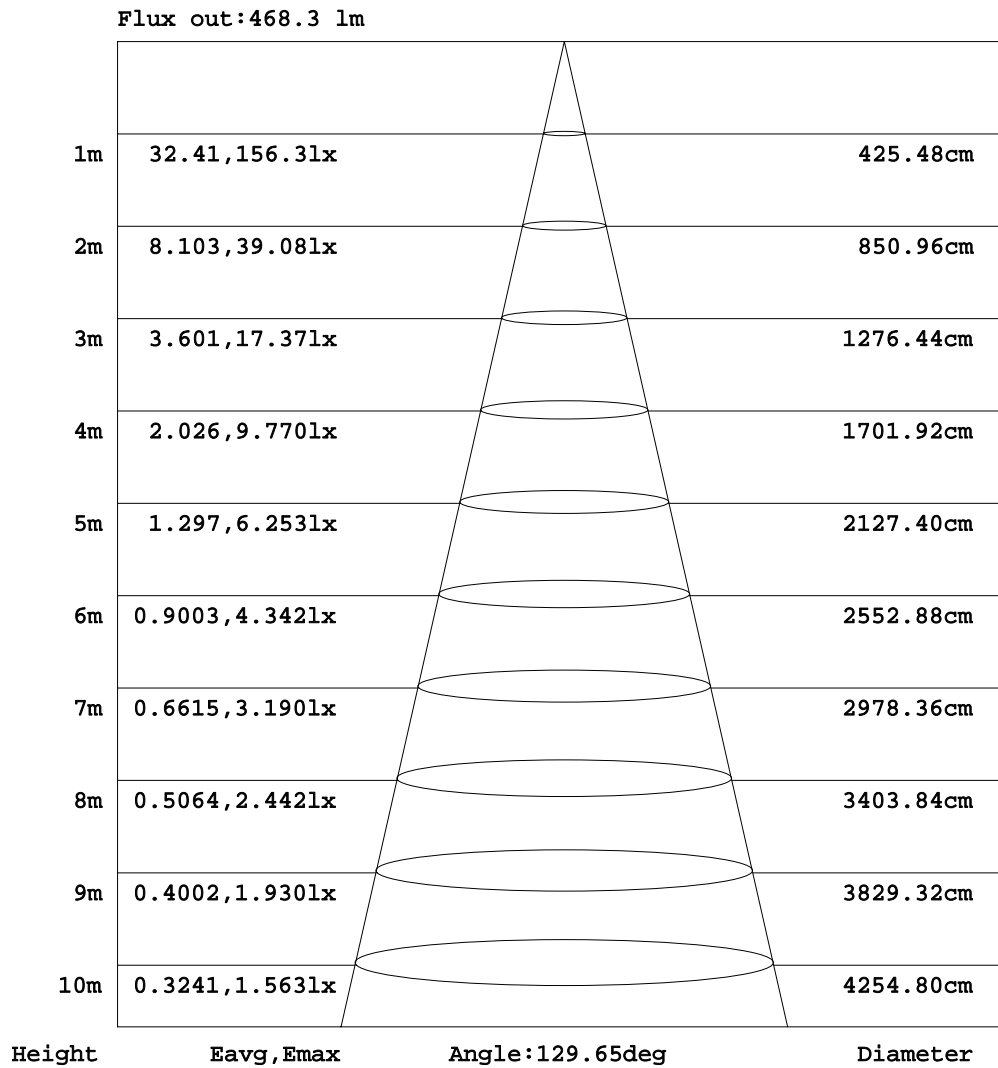 Flux out:468.3 lm
1m 32.41,156.3lx 425.48cm
2m 8.103,39.08lx 850.96cm
3m 3.601,17.37lx 1276.44cm
4m 2.026,9.770lx 1701.92cm
5m 1.297,6.253lx 2127.40cm
6m 0.9003,4.342lx 2552.88cm
7m 0.6615,3.190lx 2978.36cm
8m 0.5064,2.442lx 3403.84cm
9m 0.4002,1.930lx 3829.32cm
10m 0.3241,1.563lx 4254.80cm
Height Eavg,Emax Angle:129.65deg Diameter